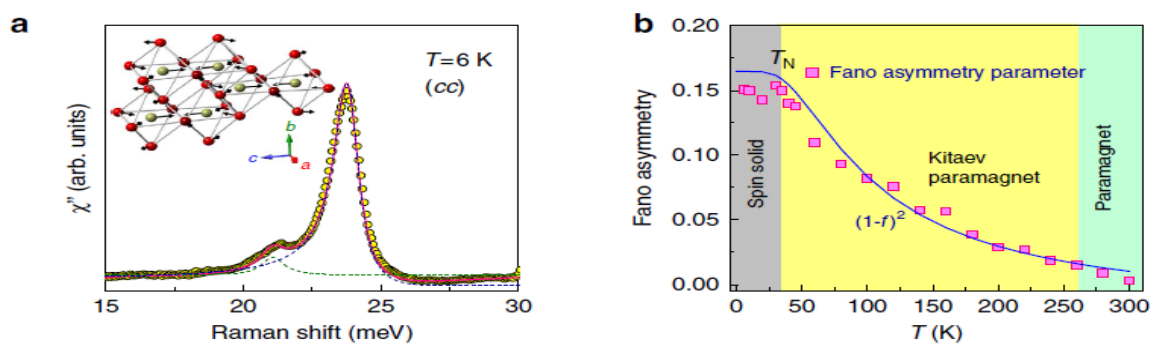 a
T=6 K
(cc)
b
c
a
χ” (arb. units)
15
20
25
30
Raman shift (meV)
b
0.20
0.15
0.10
0.05
0.00
Fano asymmetry
T_N
Fano asymmetry parameter
Spin solid
Kitaev
paramagnet
Paramagnet
(1-f)²
0
50
100
150
200
250
300
T (K)